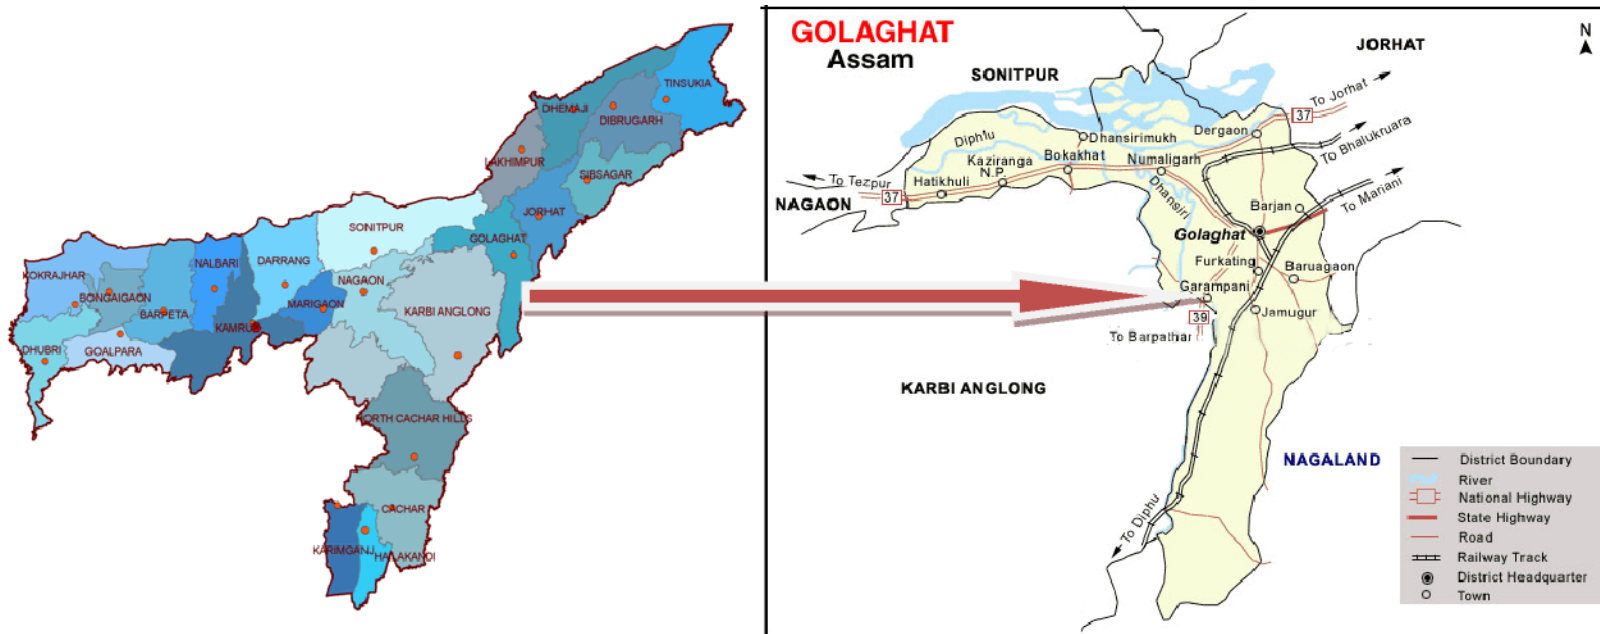 TINSUKIA
DHEMAJI
DIBRUGARH
LAKHIMPUR
SIBSAGAR
JORHAT
SONITPUR
GOLAGHAT
NALBARI
DARRANG
KOKRAJHAR
NAGAON
BONGAIGAON
MARIGAON
BARPETA
KARBI ANGLONG
KAMRUP
DHUBRI
GOALPARA
NORTH CACHAR HILLS
CACHAR
KARIMGANJ
HAILAKANDI
GOLAGHAT
Assam
N
JORHAT
SONITPUR
To Jorhat
37
Diphlu
Dhansirimukh
Dergaon
To Bhalukruara
Kaziranga
N.P.
Bokakhat
Numaligarh
To Tezpur
Hatikhuli
37
Dhansiri
To Mariani
NAGAON
Barjan
Golaghat
Furkating
Baruagaon
Garampani
39
Jamugur
To Barpathar
KARBI ANGLONG
NAGALAND
To Diphu
District Boundary
River
National Highway
State Highway
Road
Railway Track
District Headquarter
Town